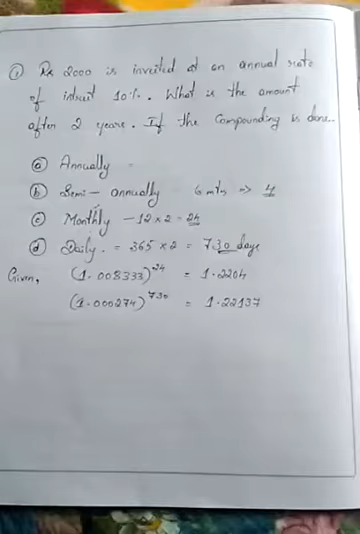 ① Rs 2000 is invested at an annual rate
of intrest 10%. What is the amount
after 2 years. If the Compounding is done..
ⓐ Annually -
ⓑ Semi-annually 6 mts => 4
ⓒ Monthly - 12 x 2 = 24
ⓓ Daily. = 365 x 2 = 730 days
Given, (1.008333)^24 = 1.2204
(1.000274)^730 = 1.22137